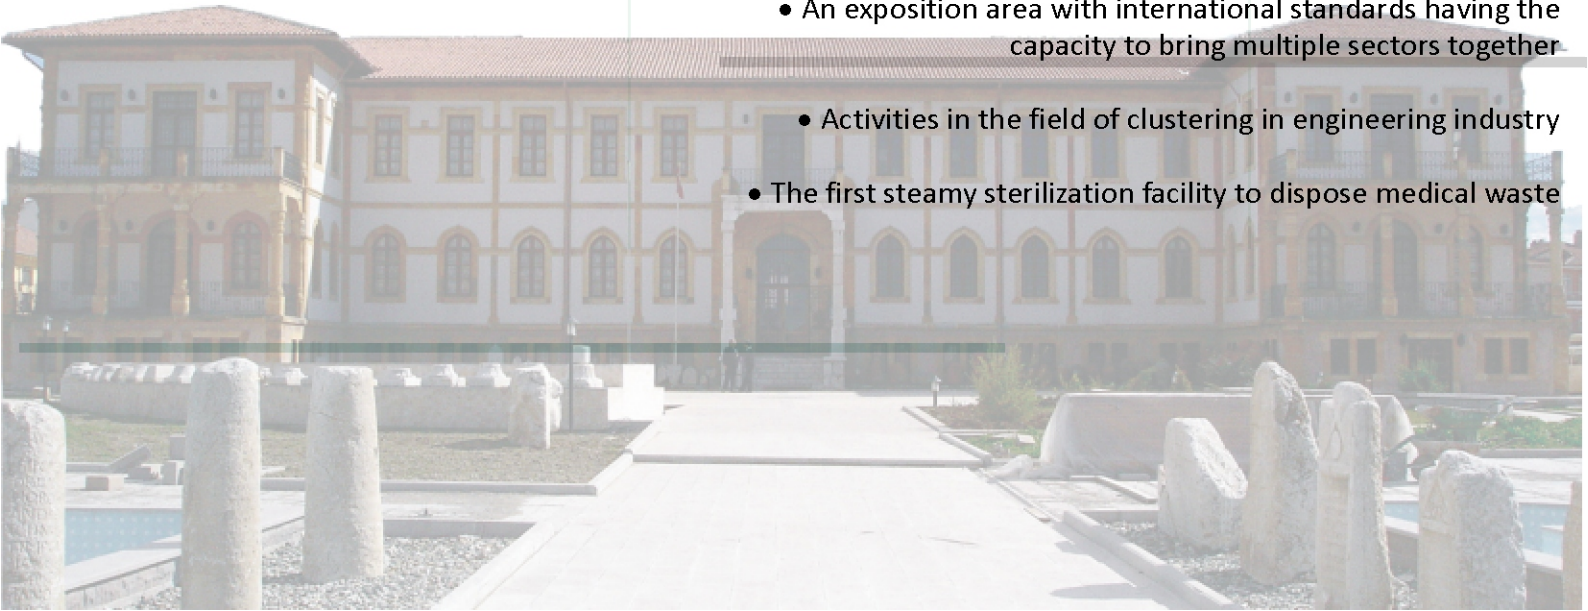 • An exposition area with international standards having the
capacity to bring multiple sectors together
• Activities in the field of clustering in engineering industry
• The first steamy sterilization facility to dispose medical waste